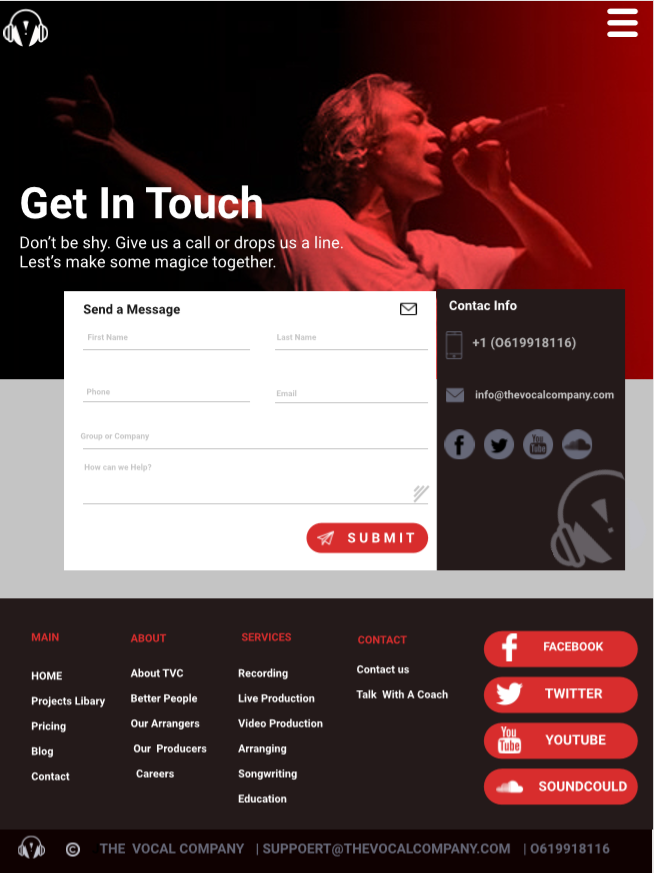 Get In Touch
Don't be shy. Give us a call or drops us a line.
Lest's make some magice together.
Send a Message
First Name
Last Name
Phone
Email
Group or Company
How can we Help?
SUBMIT
Contac Info
+1 (0619918116)
info@thevocalcompany.com
You
Tube
MAIN
HOME
Projects Libary
Pricing
Blog
Contact
ABOUT
About TVC
Better People
Our Arrangers
Our Producers
Careers
SERVICES
Recording
Live Production
Video Production
Arranging
Songwriting
Education
CONTACT
Contact us
Talk With A Coach
FACEBOOK
TWITTER
You
Tube
YOUTUBE
SOUNDCOULD
© THE VOCAL COMPANY | SUPPOERT@THEVOCALCOMPANY.COM | 0619918116